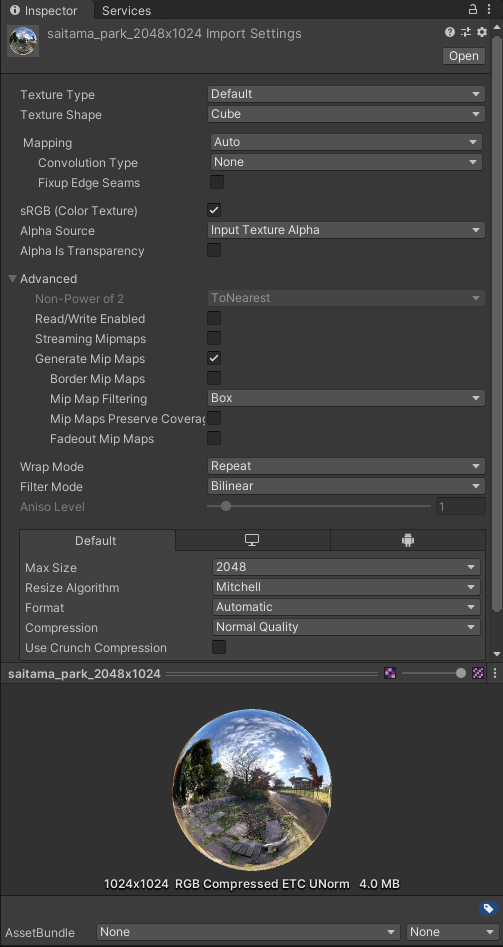 Inspector Services
saitama_park_2048x1024 Import Settings
Open
Texture Type Default
Texture Shape Cube
Mapping Auto
Convolution Type None
Fixup Edge Seams
sRGB (Color Texture)
Alpha Source Input Texture Alpha
Alpha Is Transparency
Advanced
Non-Power of 2 ToNearest
Read/Write Enabled
Streaming Mipmaps
Generate Mip Maps
Border Mip Maps
Mip Map Filtering Box
Mip Maps Preserve Coverag
Fadeout Mip Maps
Wrap Mode Repeat
Filter Mode Bilinear
Aniso Level 1
Default
Max Size 2048
Resize Algorithm Mitchell
Format Automatic
Compression Normal Quality
Use Crunch Compression
saitama_park_2048x1024
1024x1024 RGB Compressed ETC UNorm 4.0 MB
AssetBundle None None